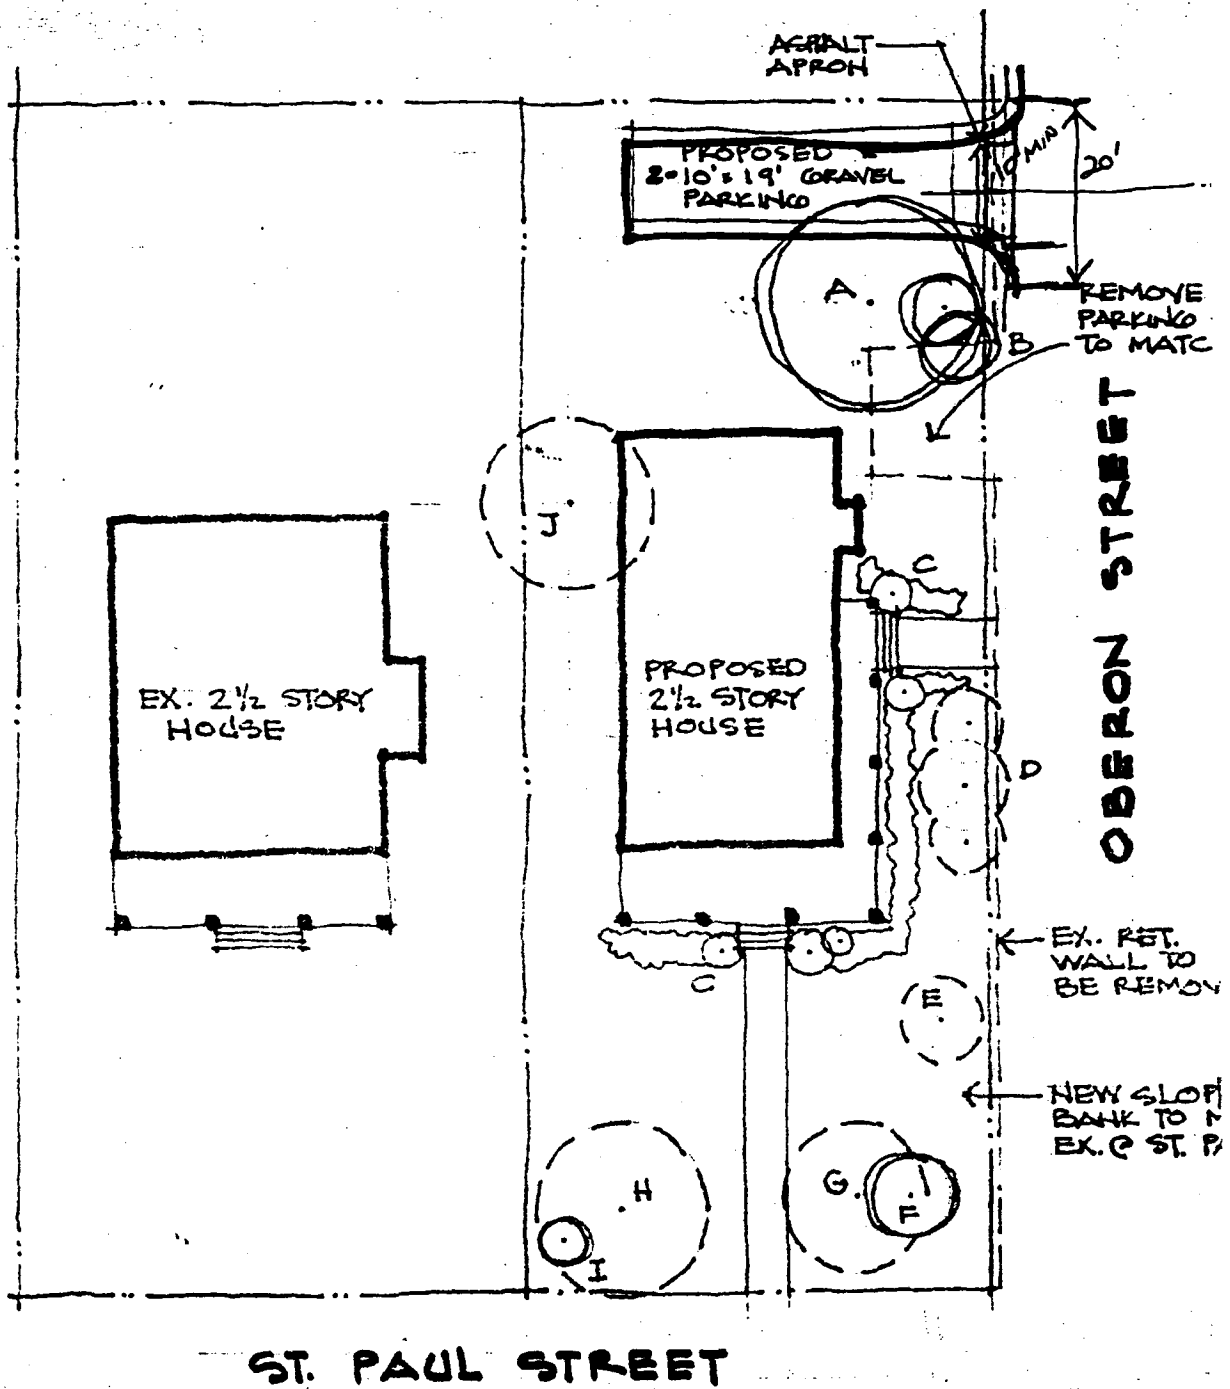 ASPHALT
APRON
PROPOSED
2-10'x19' GRAVEL
PARKING
MIN
20'
A
REMOVE
PARKING
TO MATC
B
J
C
EX. 2½ STORY
HOUSE
PROPOSED
2½ STORY
HOUSE
D
OBERON STREET
EX. RET.
WALL TO
BE REMOV
C
E
NEW SLOP
BANK TO
EX. @ ST. PA
H
G
F
I
ST. PAUL STREET